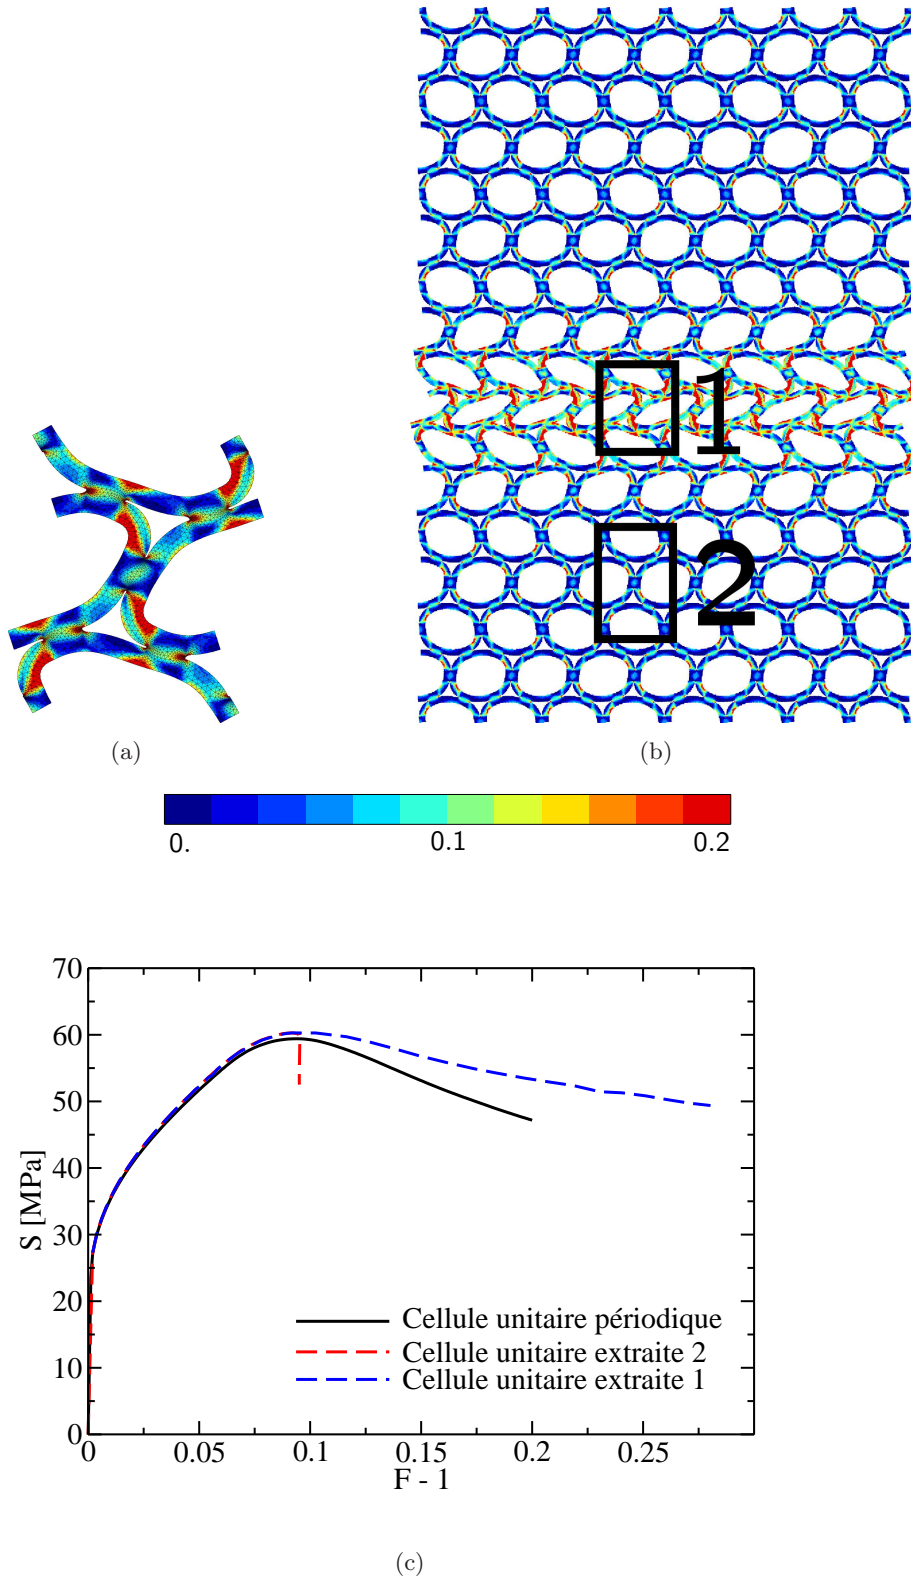 1
2
(a)
(b)
0.
0.1
0.2
70
60
50
40
30
20
10
0
S [MPa]
Cellule unitaire périodique
Cellule unitaire extraite 2
Cellule unitaire extraite 1
0
0.05
0.1
0.15
0.2
0.25
F - 1
(c)